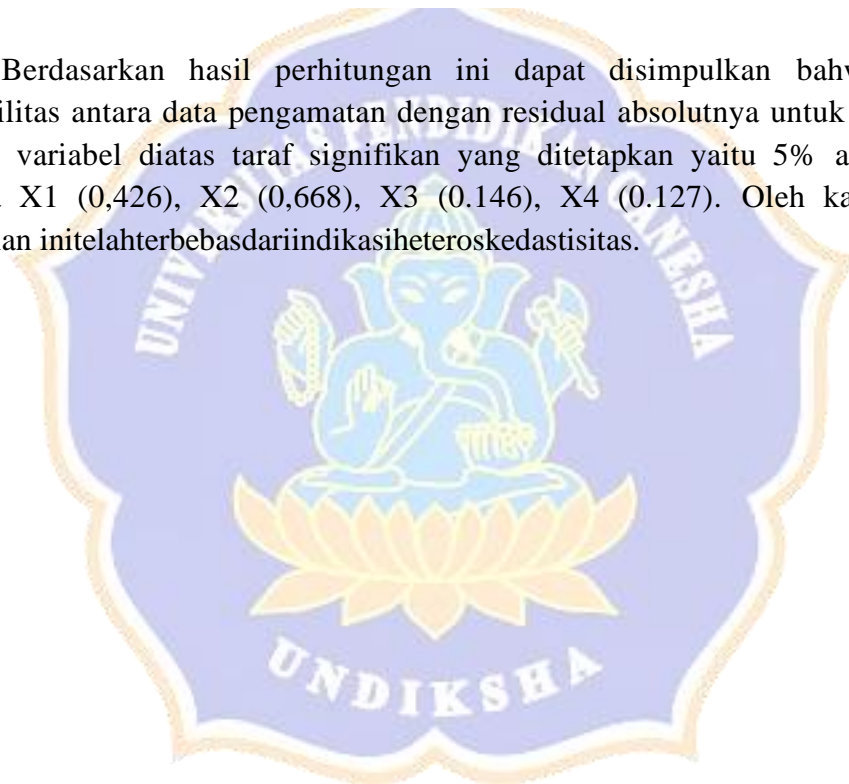 Berdasarkan hasil perhitungan ini dapat disimpulkan bahw
ilitas antara data pengamatan dengan residual absolutnya untuk
variabel diatas taraf signifikan yang ditetapkan yaitu 5% a
X1 (0,426), X2 (0,668), X3 (0.146), X4 (0.127). Oleh ka
an initelahterbebasdariindikasiheteroskedastisitas.
UNIVERSITAS PENDIDIKAN GANESHA
UNDIKSHA